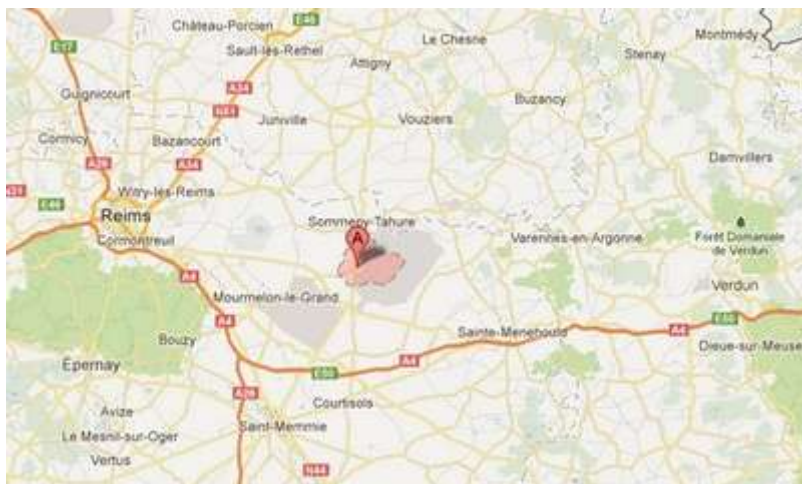 E46
Château-Porcien
Le Chesne
Montmédy
E17
Sault-lès-Rethel
Attigny
Stenay
A34
Guignicourt
N51
Buzancy
Juniville
Vouziers
Cormicy
Bazancourt
A26
A34
Damvillers
Witry-lès-Reims
E46
Reims
Sommepy-Tahure
A
Cormontreuil
Varennes-en-Argonne
Forêt Domaniale
de Verdun
A4
Verdun
Mourmelon-le-Grand
A4
E50
Sainte-Menehould
A4
Bouzy
Dieue-sur-Meuse
Épernay
A4
E50
A26
Courtisols
Avize
Saint-Memmie
Le Mesnil-sur-Oger
Vertus
N44